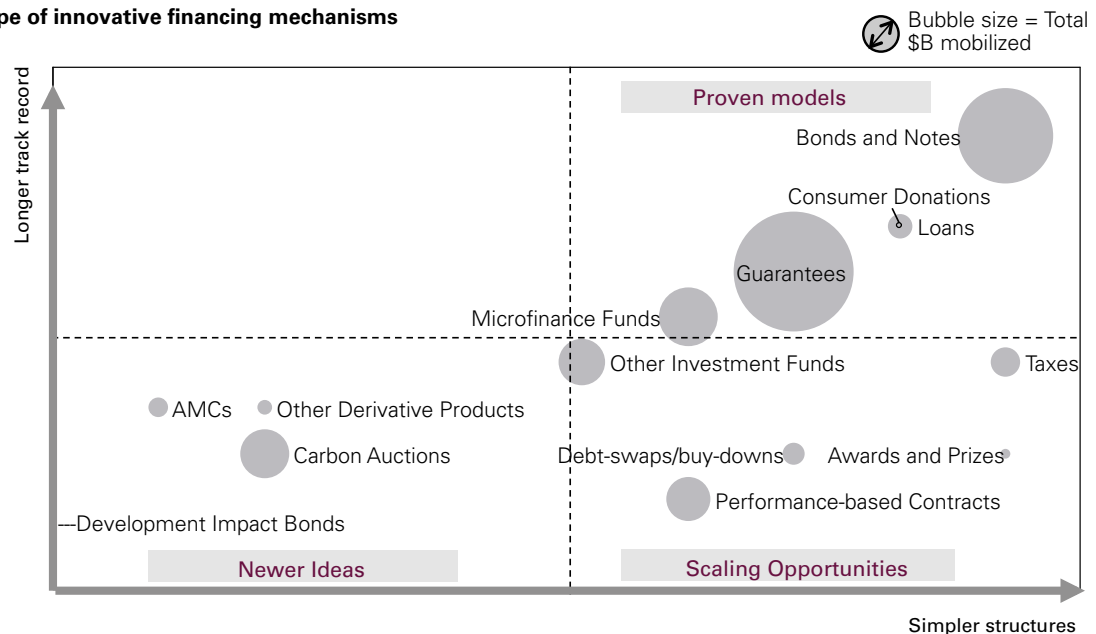 pe of innovative financing mechanisms
Bubble size = Total
$B mobilized
Longer track record
Proven models
Bonds and Notes
Consumer Donations
Loans
Guarantees
Microfinance Funds
Other Investment Funds
Taxes
AMCs
Other Derivative Products
Carbon Auctions
Debt-swaps/buy-downs
Awards and Prizes
Performance-based Contracts
---Development Impact Bonds
Newer Ideas
Scaling Opportunities
Simpler structures